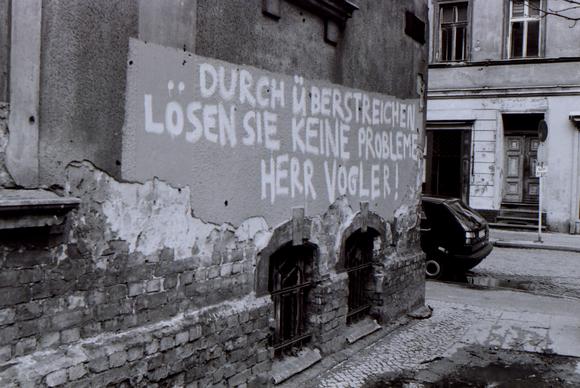 DURCH ÜBERSTREICHEN
LÖSEN SIE KEINE PROBLEME
HERR VOGLER!